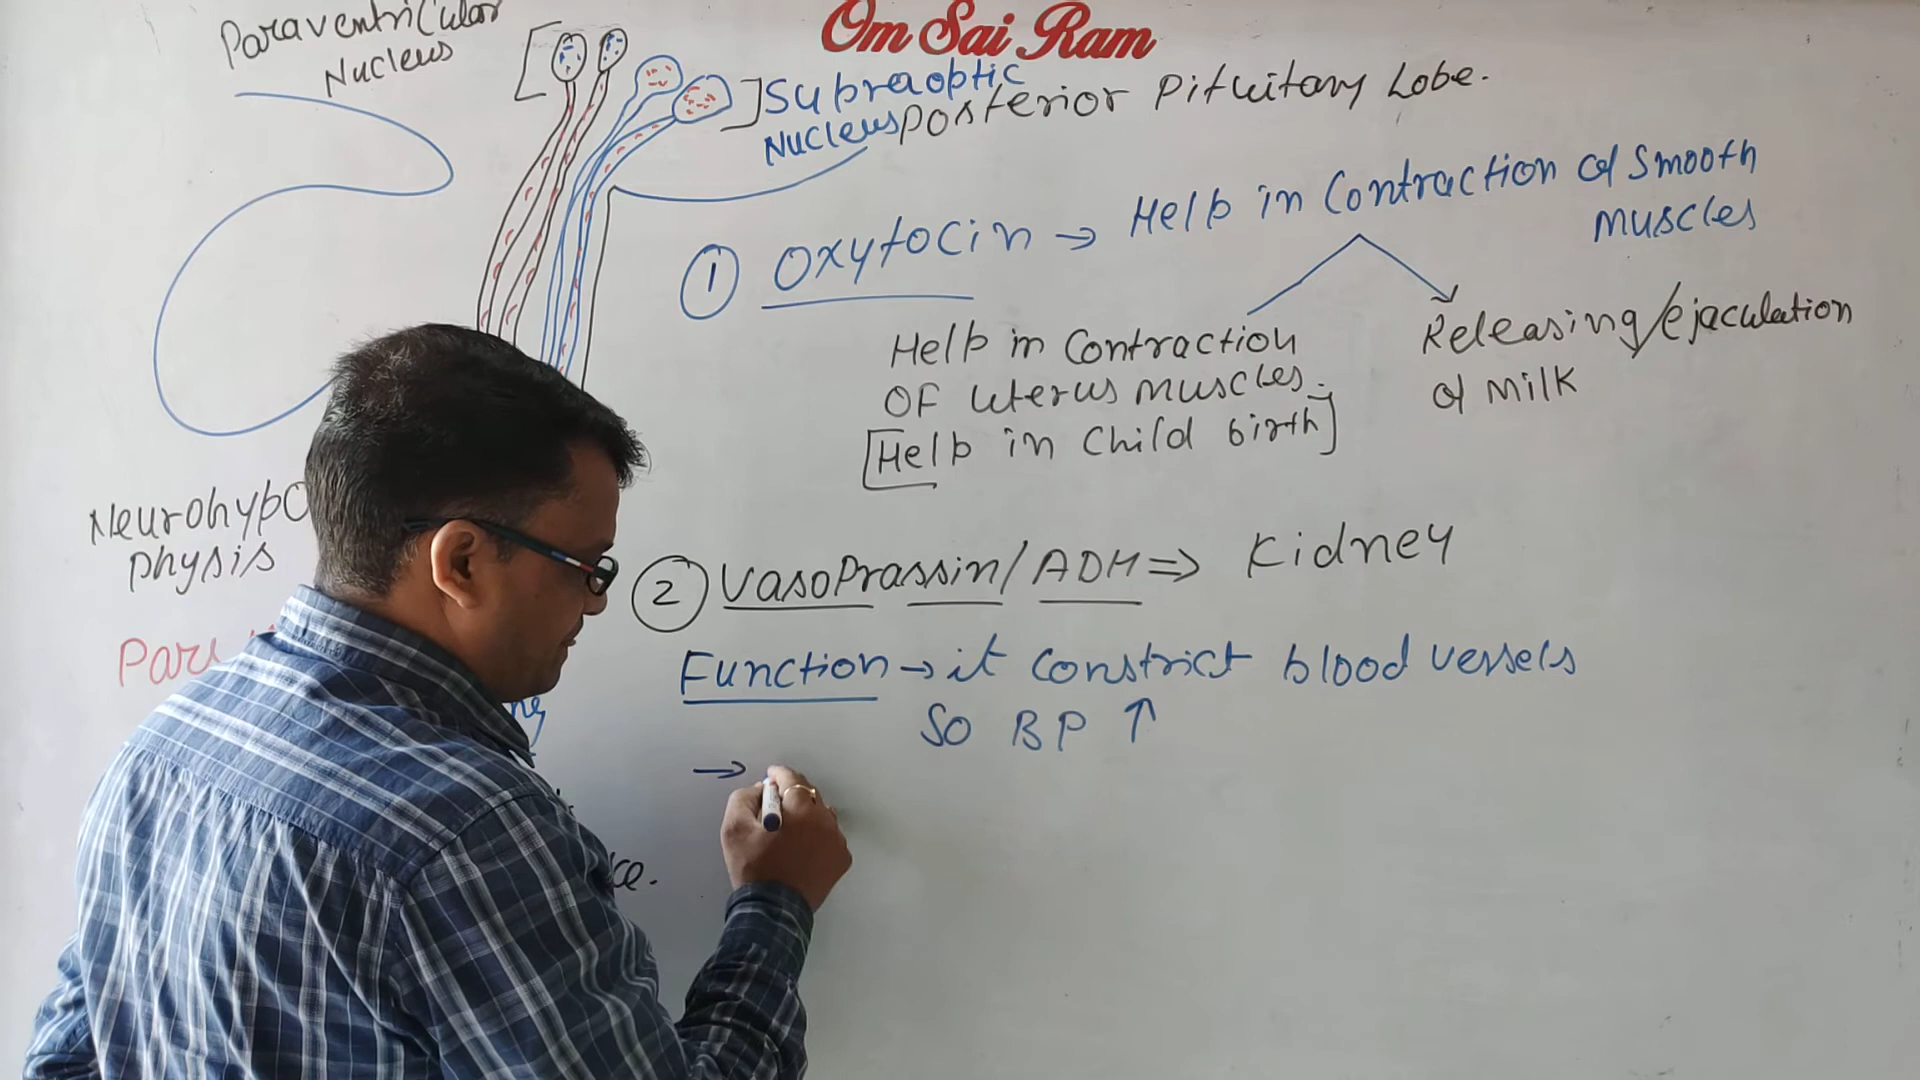 Om Sai Ram
Paraventricular
Nucleus
Supraoptic
Nucleus
Posterior Pituitary Lobe.
1 Oxytocin → Help in Contraction of Smooth
Muscles
Help in Contraction
OF Uterus Muscles.
[Help in Child birth]
Releasing/ejaculation
of Milk
Neurohypo
physis
Pars
2 Vasoprassin/ADH ⇒ Kidney
Function → it Constrict blood vessels
So BP ↑
→